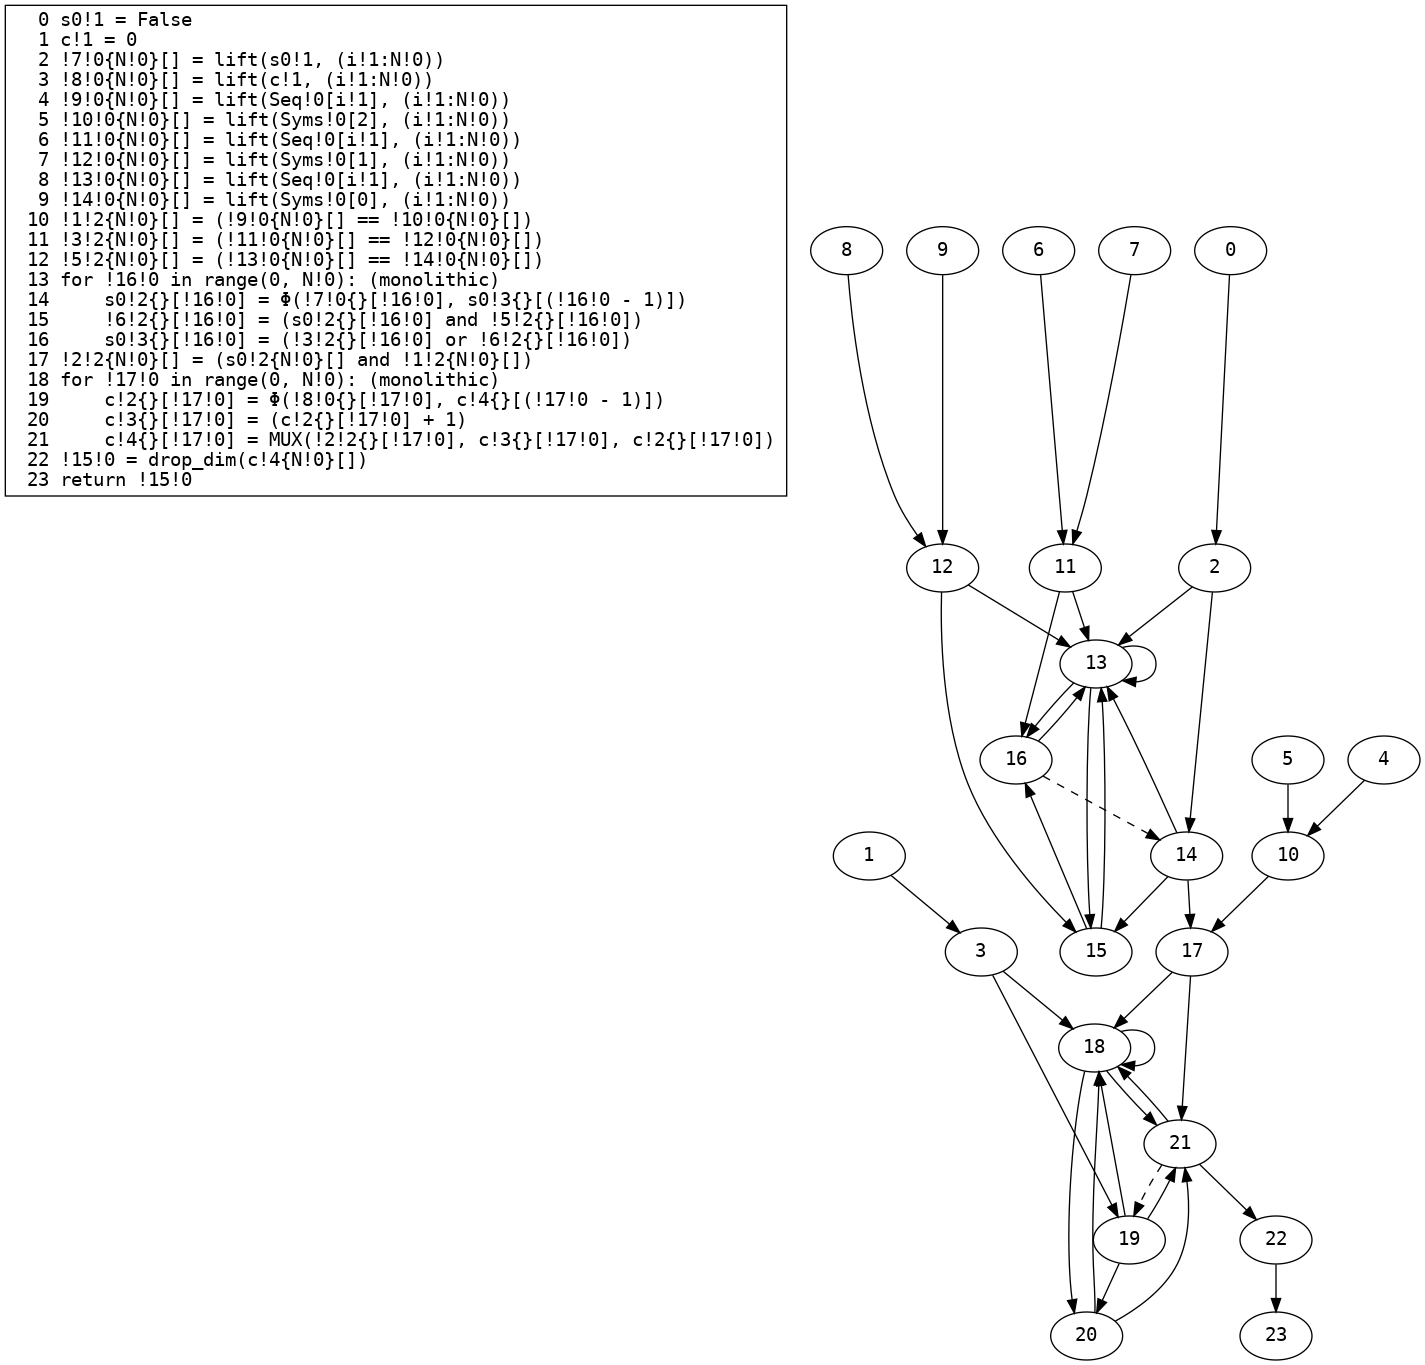 0 s0!1 = False
1 c!1 = 0
2 !7!0{N!0}[] = lift(s0!1, (i!1:N!0))
3 !8!0{N!0}[] = lift(c!1, (i!1:N!0))
4 !9!0{N!0}[] = lift(Seq!0[i!1], (i!1:N!0))
5 !10!0{N!0}[] = lift(Syms!0[2], (i!1:N!0))
6 !11!0{N!0}[] = lift(Seq!0[i!1], (i!1:N!0))
7 !12!0{N!0}[] = lift(Syms!0[1], (i!1:N!0))
8 !13!0{N!0}[] = lift(Seq!0[i!1], (i!1:N!0))
9 !14!0{N!0}[] = lift(Syms!0[0], (i!1:N!0))
10 !1!2{N!0}[] = (!9!0{N!0}[] == !10!0{N!0}[])
11 !3!2{N!0}[] = (!11!0{N!0}[] == !12!0{N!0}[])
12 !5!2{N!0}[] = (!13!0{N!0}[] == !14!0{N!0}[])
13 for !16!0 in range(0, N!0): (monolithic)
14     s0!2{}[!16!0] = Φ(!7!0{}[!16!0], s0!3{}[(!16!0 - 1)])
15     !6!2{}[!16!0] = (s0!2{}[!16!0] and !5!2{}[!16!0])
16     s0!3{}[!16!0] = (!3!2{}[!16!0] or !6!2{}[!16!0])
17 !2!2{N!0}[] = (s0!2{N!0}[] and !1!2{N!0}[])
18 for !17!0 in range(0, N!0): (monolithic)
19     c!2{}[!17!0] = Φ(!8!0{}[!17!0], c!4{}[(!17!0 - 1)])
20     c!3{}[!17!0] = (c!2{}[!17!0] + 1)
21     c!4{}[!17!0] = MUX(!2!2{}[!17!0], c!3{}[!17!0], c!2{}[!17!0])
22 !15!0 = drop_dim(c!4{N!0}[])
23 return !15!0
8 9 6 7 0
12 11 2
13
16 5 4
1 14 10
3 15 17
18
21
19 22
20 23